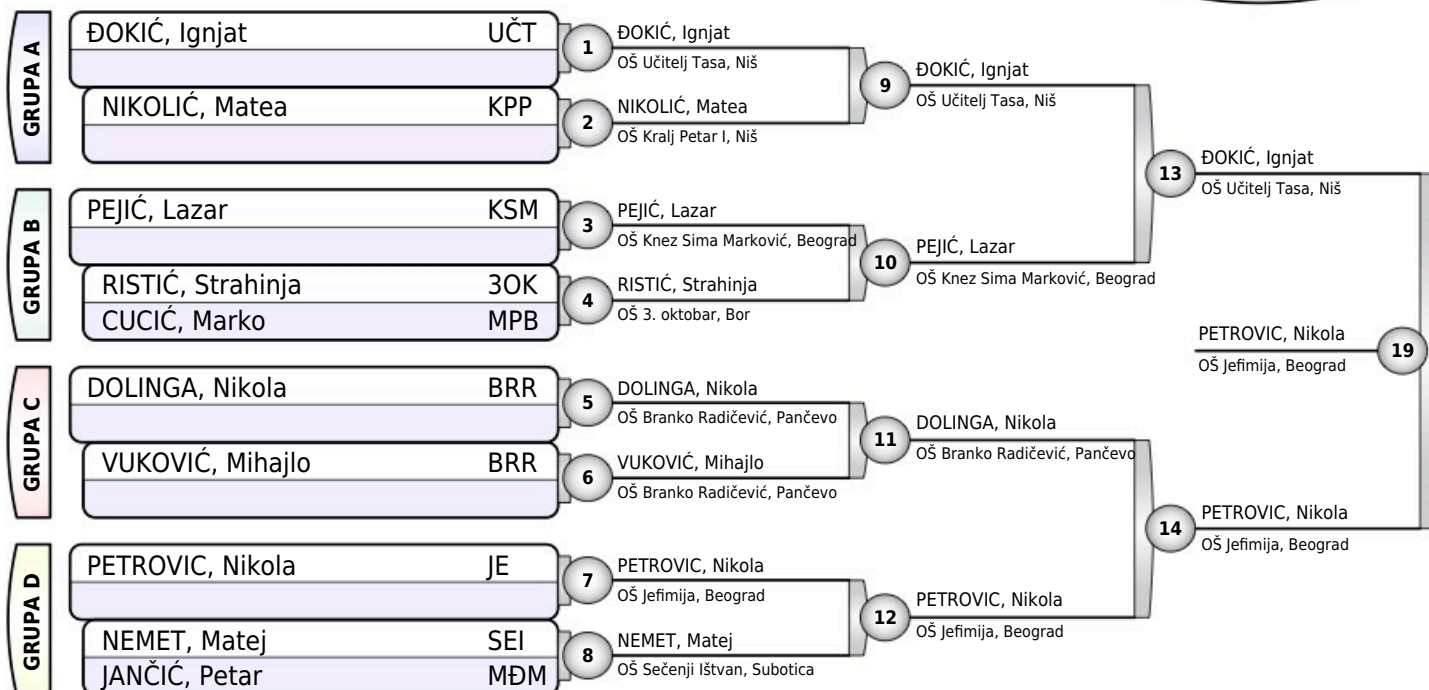 GRUPA A
ĐOKIĆ, Ignjat UČT
NIKOLIĆ, Matea KPP
GRUPA B
PEJIĆ, Lazar KSM
RISTIĆ, Strahinja 3OK
CUCIĆ, Marko MPB
GRUPA C
DOLINGA, Nikola BRR
VUKOVIĆ, Mihajlo BRR
GRUPA D
PETROVIC, Nikola JE
NEMET, Matej SEI
JANČIĆ, Petar MĐM
1
ĐOKIĆ, Ignjat
OŠ Učitelj Tasa, Niš
2
NIKOLIĆ, Matea
OŠ Kralj Petar I, Niš
3
PEJIĆ, Lazar
OŠ Knez Sima Marković, Beograd
4
RISTIĆ, Strahinja
OŠ 3. oktobar, Bor
5
DOLINGA, Nikola
OŠ Branko Radičević, Pančevo
6
VUKOVIĆ, Mihajlo
OŠ Branko Radičević, Pančevo
7
PETROVIC, Nikola
OŠ Jefimija, Beograd
8
NEMET, Matej
OŠ Sečenji Ištvan, Subotica
9
ĐOKIĆ, Ignjat
OŠ Učitelj Tasa, Niš
10
PEJIĆ, Lazar
OŠ Knez Sima Marković, Beograd
11
DOLINGA, Nikola
OŠ Branko Radičević, Pančevo
12
PETROVIC, Nikola
OŠ Jefimija, Beograd
13
ĐOKIĆ, Ignjat
OŠ Učitelj Tasa, Niš
14
PETROVIC, Nikola
OŠ Jefimija, Beograd
PETROVIC, Nikola
OŠ Jefimija, Beograd
19